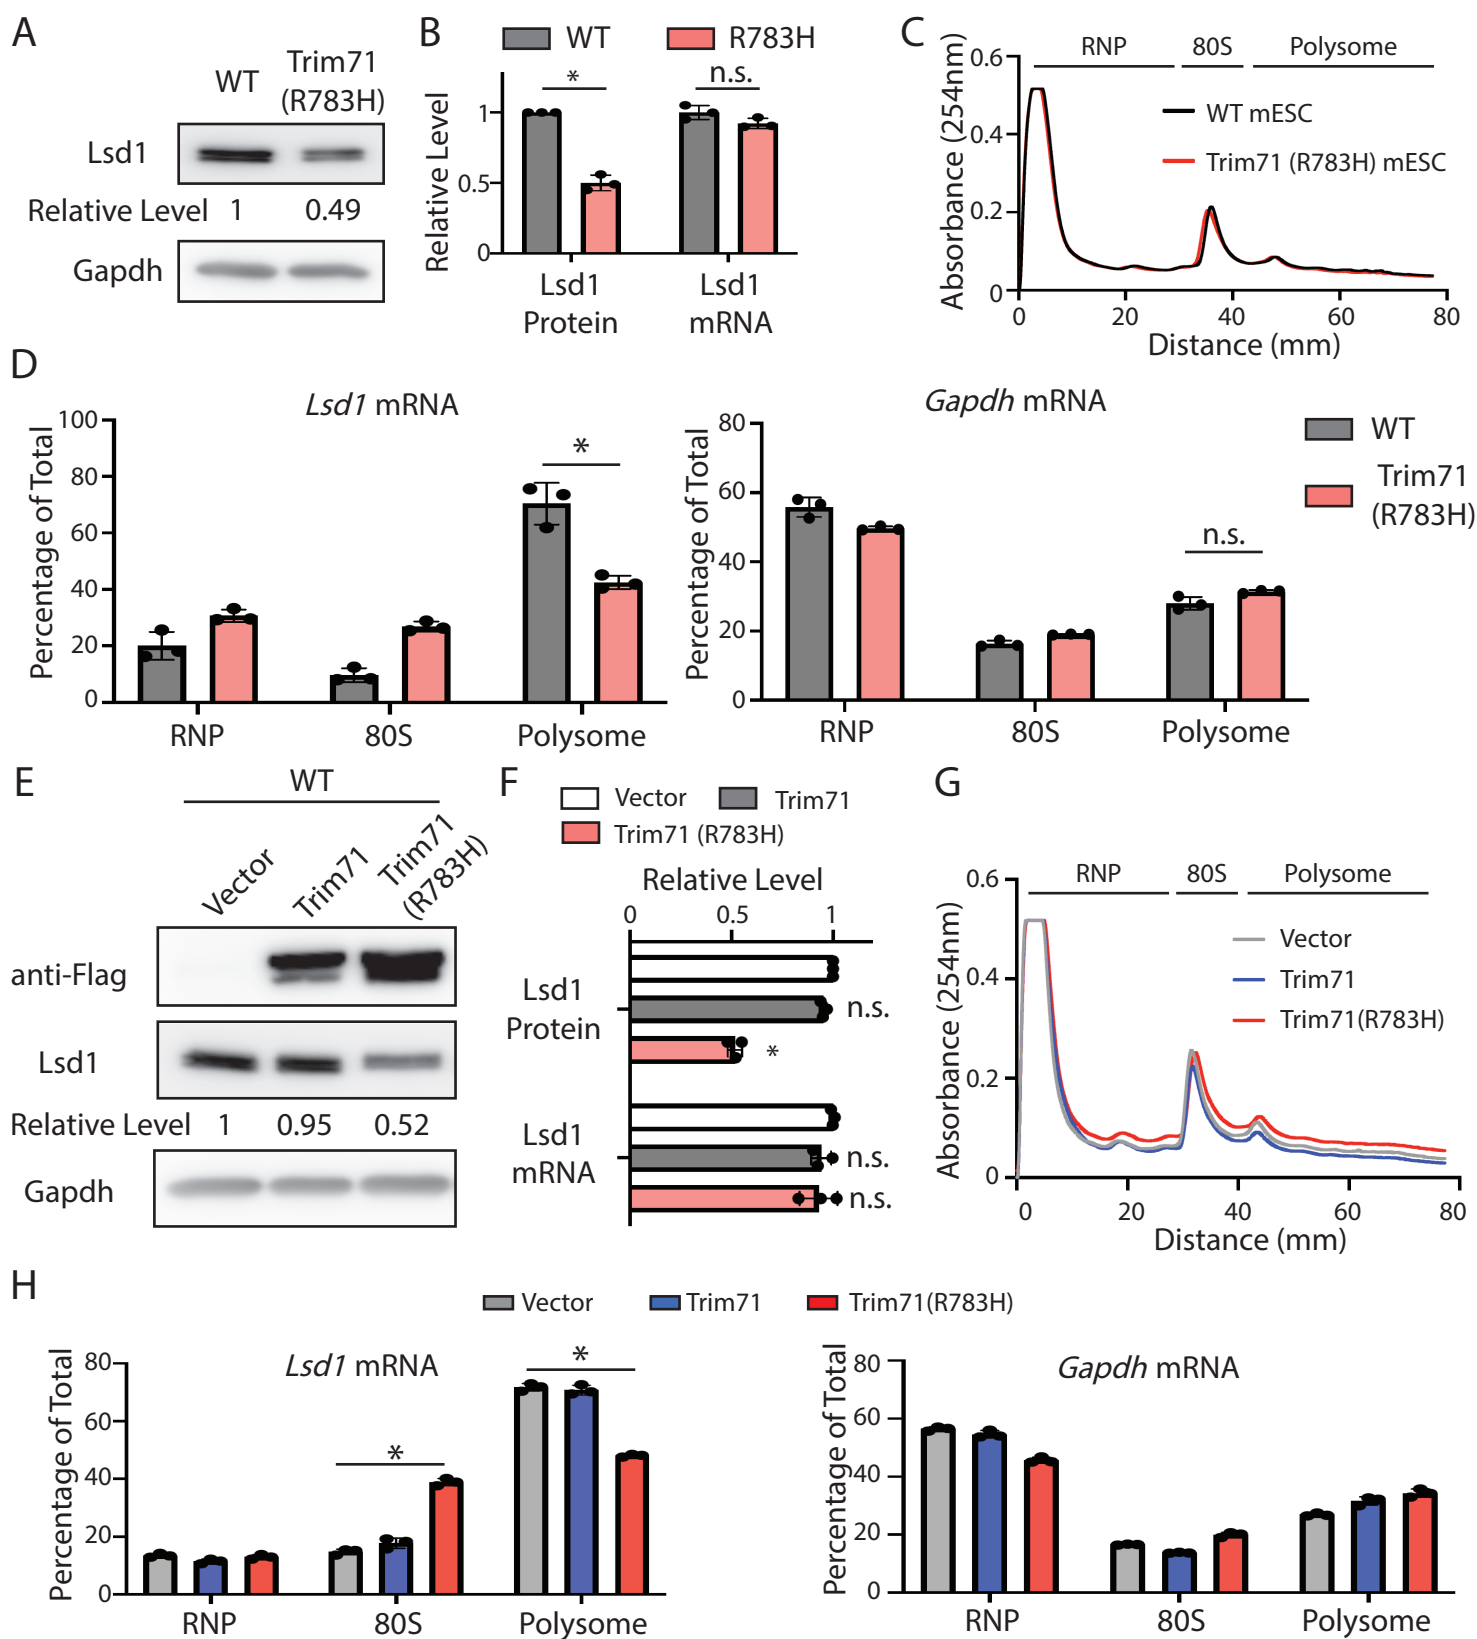 A
WT
Trim71
(R783H)
Lsd1
Relative Level 1 0.49
Gapdh
B
WT R783H
Relative Level
1
0.5
0
*
n.s.
Lsd1
Protein
Lsd1
mRNA
C
RNP 80S Polysome
Absorbance (254nm)
0.6
0.4
0.2
0
WT mESC
Trim71 (R783H) mESC
0 20 40 60 80
Distance (mm)
D
Lsd1 mRNA
Percentage of Total
100
80
60
40
20
0
*
RNP 80S Polysome
Gapdh mRNA
Percentage of Total
80
60
40
20
0
n.s.
RNP 80S Polysome
WT
Trim71
(R783H)
E
WT
Vector
Trim71
Trim71
(R783H)
anti-Flag
Lsd1
Relative Level 1 0.95 0.52
Gapdh
F
Vector Trim71
Trim71 (R783H)
Relative Level
0 0.5 1
Lsd1
Protein
n.s.
*
Lsd1
mRNA
n.s.
n.s.
G
RNP 80S Polysome
Absorbance (254nm)
0.6
0.4
0.2
0
Vector
Trim71
Trim71(R783H)
0 20 40 60 80
Distance (mm)
H
Vector Trim71 Trim71(R783H)
Lsd1 mRNA
Percentage of Total
80
60
40
20
0
*
*
RNP 80S Polysome
Gapdh mRNA
Percentage of Total
80
60
40
20
0
RNP 80S Polysome